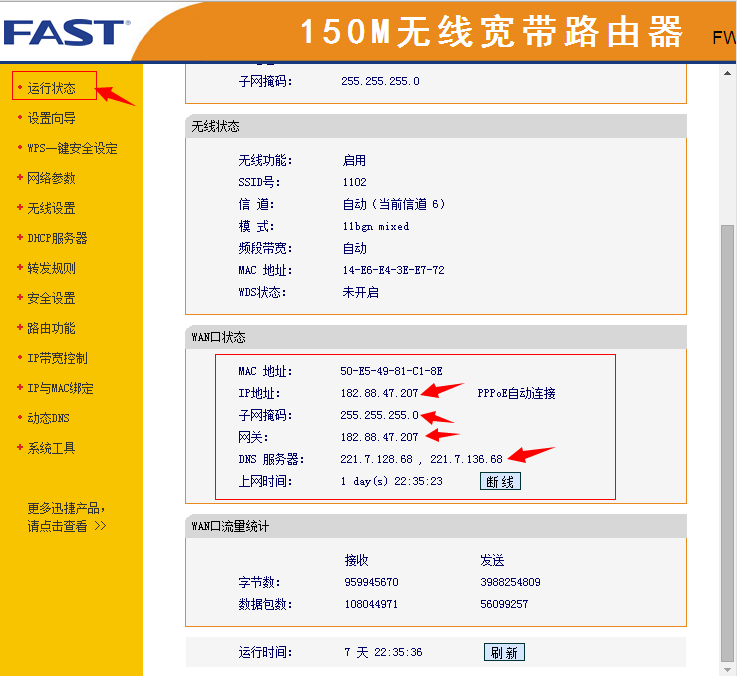 FAST®
150M无线宽带路由器
FW
运行状态
设置向导
WPS一键安全设定
网络参数
无线设置
DHCP服务器
转发规则
安全设置
路由功能
IP带宽控制
IP与MAC绑定
动态DNS
系统工具
更多迅捷产品，
请点击查看 >>
子网掩码： 255.255.255.0
无线状态
无线功能： 启用
SSID号： 1102
信 道： 自动（当前信道 6）
模 式： 11bgn mixed
频段带宽： 自动
MAC 地址： 14-E6-E4-3E-E7-72
WDS状态： 未开启
WAN口状态
MAC 地址： 50-E5-49-81-C1-8E
IP地址： 182.88.47.207 PPPoE自动连接
子网掩码： 255.255.255.0
网关： 182.88.47.207
DNS 服务器： 221.7.128.68 , 221.7.136.68
上网时间： 1 day(s) 22:35:23 断 线
WAN口流量统计
接收 发送
字节数： 959945670 3988254809
数据包数： 108044971 56099257
运行时间： 7 天 22:35:36 刷 新